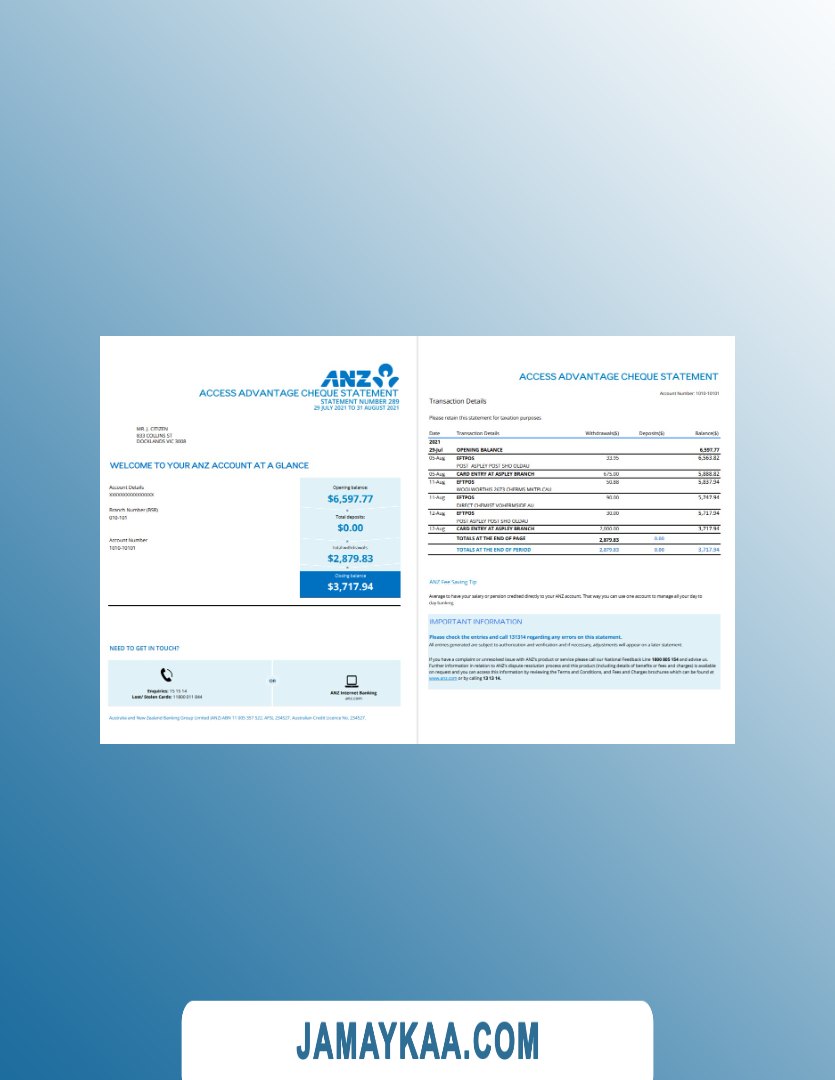 ANZ
ACCESS ADVANTAGE CHEQUE STATEMENT
STATEMENT NUMBER 289
29 JULY 2021 TO 31 AUGUST 2021
MR J. CITIZEN
833 COLLINS ST
DOCKLANDS VIC 3008
WELCOME TO YOUR ANZ ACCOUNT AT A GLANCE
Account Details
XXXXXXXXXXXXXXXX
Branch Number (BSB)
010-101
Account Number
1010-10101
Opening balance:
$6,597.77
Total deposits:
$0.00
$2,879.83
Closing balance
$3,717.94
NEED TO GET IN TOUCH?
Enquiries: 13 13 14
Lost/ Stolen Cards: 1 8000 011 084
OR
ANZ Internet Banking
anz.com
Australia and New Zealand Banking Group Limited (ANZ) ABN 11 005 357 522. AFSL 234527. Australian Credit Licence No. 234527.
ACCESS ADVANTAGE CHEQUE STATEMENT
Account Number: 1010-10101
Transaction Details
Please retain this statement for taxation purposes
Date Transaction Details Withdrawals($) Deposits($) Balance($)
2021
29-Jul OPENING BALANCE 6,597.77
05-Aug EFTPOS 33.95 6,563.82
POST ASPLEY POST SHO OLDAU
05-Aug CARD ENTRY AT ASPLEY BRANCH 675.00 5,888.82
11-Aug EFTPOS 50.88 5,837.94
WOOLWORTHS 2673 CHERMS MKTPLCAU
11-Aug EFTPOS 90.00 5,747.94
DIRECT CHEMIST VOHERMSIDE AU
12-Aug EFTPOS 30.00 5,717.94
POST ASPLEY POST SHO OLDAU
12-Aug CARD ENTRY AT ASPLEY BRANCH 2,000.00 3,717.94
TOTALS AT THE END OF PAGE 2,879.83 0.00
TOTALS AT THE END OF PERIOD 2,879.83 0.00 3,717.94
ANZ Fee Saving Tip
Average to have your salary or pension credited directly to your ANZ account. That way you can use one account to manage all your day to
day banking.
IMPORTANT INFORMATION
Please check the entries and call 131314 regarding any errors on this statement.
All entries generated are subject to authorisation and verification and if necessary, adjustments will appear on a later statement.
If you have a complaint or unresolved issue with ANZ's product or service please call our National Feedback Line 1800 805 154 and advise us.
Further information in relation to ANZ's dispute resolution process and this product (including details of benefits or fees and charges) is available
on request and you can access this information by reviewing the Terms and Conditions, and Fees and Charges brochures which can be found at
www.anz.com or by calling 13 13 14.
JAMAYKAA.COM